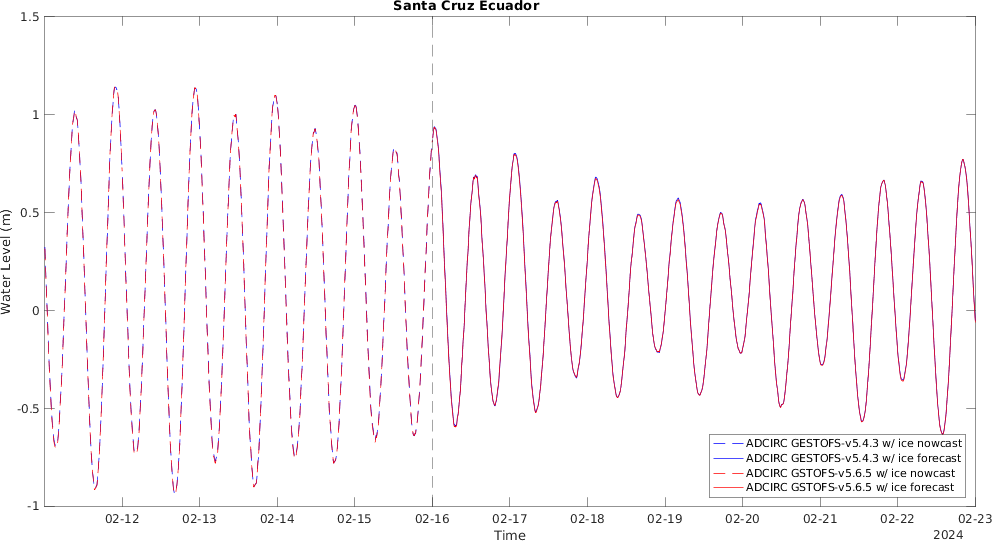 Santa Cruz Ecuador
1.5
1
0.5
0
-0.5
-1
Water Level (m)
ADCIRC GESTOFS-v5.4.3 w/ ice nowcast
ADCIRC GESTOFS-v5.4.3 w/ ice forecast
ADCIRC GSTOFS-v5.6.5 w/ ice nowcast
ADCIRC GSTOFS-v5.6.5 w/ ice forecast
02-12 02-13 02-14 02-15 02-16 02-17 02-18 02-19 02-20 02-21 02-22 02-23
Time
2024